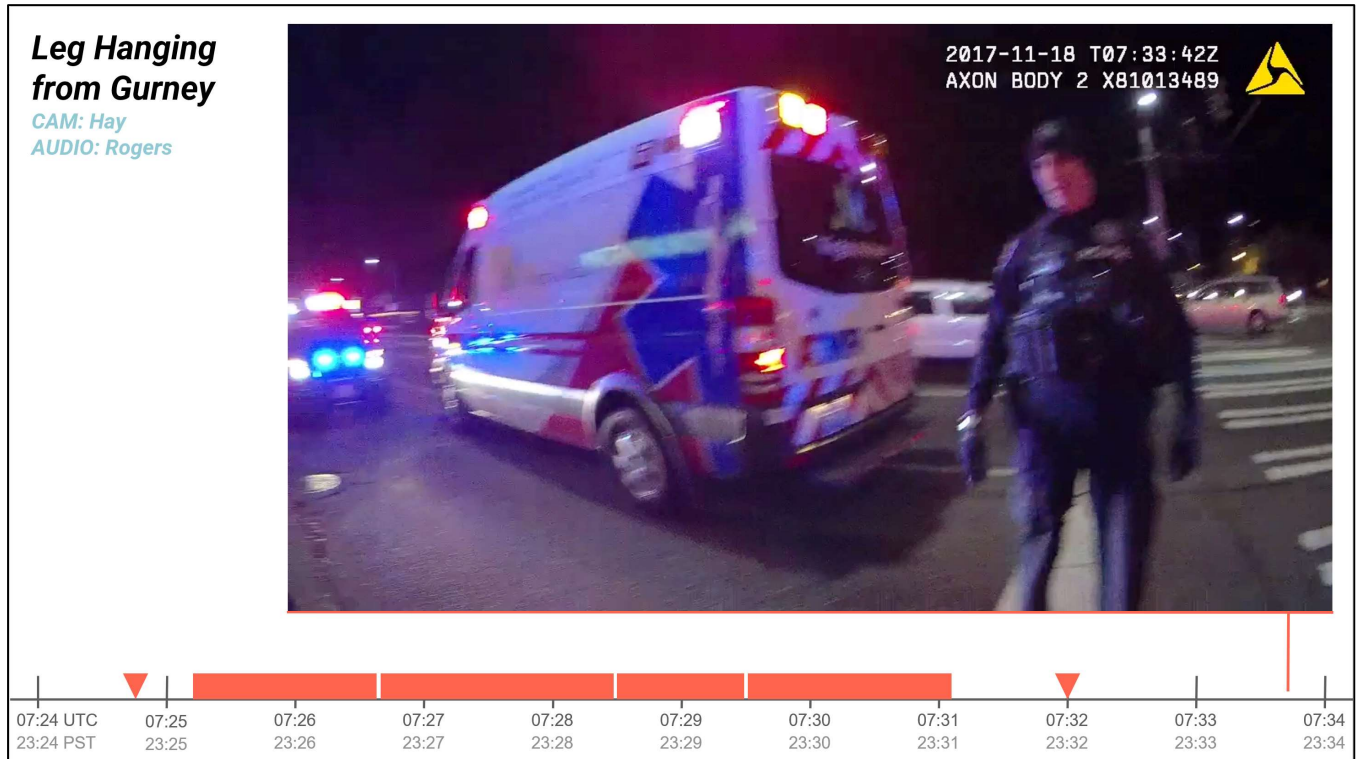 Leg Hanging
from Gurney
CAM: Hay
AUDIO: Rogers
2017-11-18 T07:33:42Z
AXON BODY 2 X81013489
07:24 UTC 07:25 07:26 07:27 07:28 07:29 07:30 07:31 07:32 07:33 07:34
23:24 PST 23:25 23:26 23:27 23:28 23:29 23:30 23:31 23:32 23:33 23:34